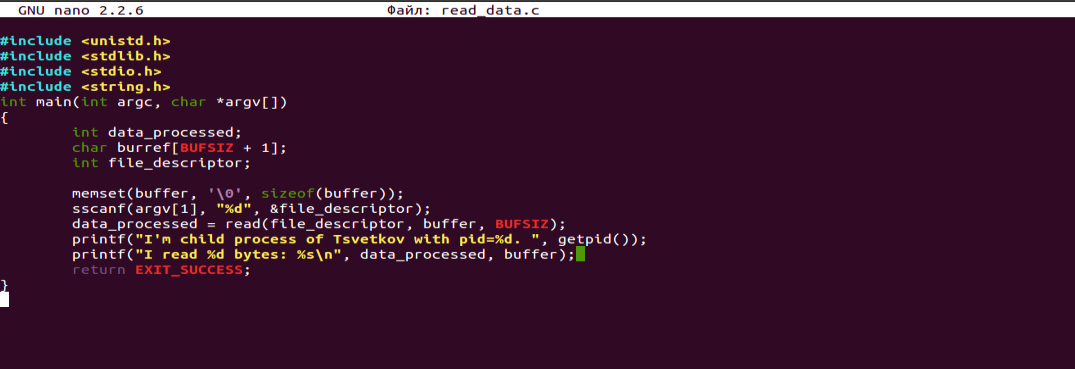 GNU nano 2.2.6 Файл: read_data.c
#include <unistd.h>
#include <stdlib.h>
#include <stdio.h>
#include <string.h>
int main(int argc, char *argv[])
{
int data_processed;
char burref[BUFSIZ + 1];
int file_descriptor;
memset(buffer, '\0', sizeof(buffer));
sscanf(argv[1], "%d", &file_descriptor);
data_processed = read(file_descriptor, buffer, BUFSIZ);
printf("I'm child process of Tsvetkov with pid=%d. ", getpid());
printf("I read %d bytes: %s\n", data_processed, buffer);
return EXIT_SUCCESS;
}